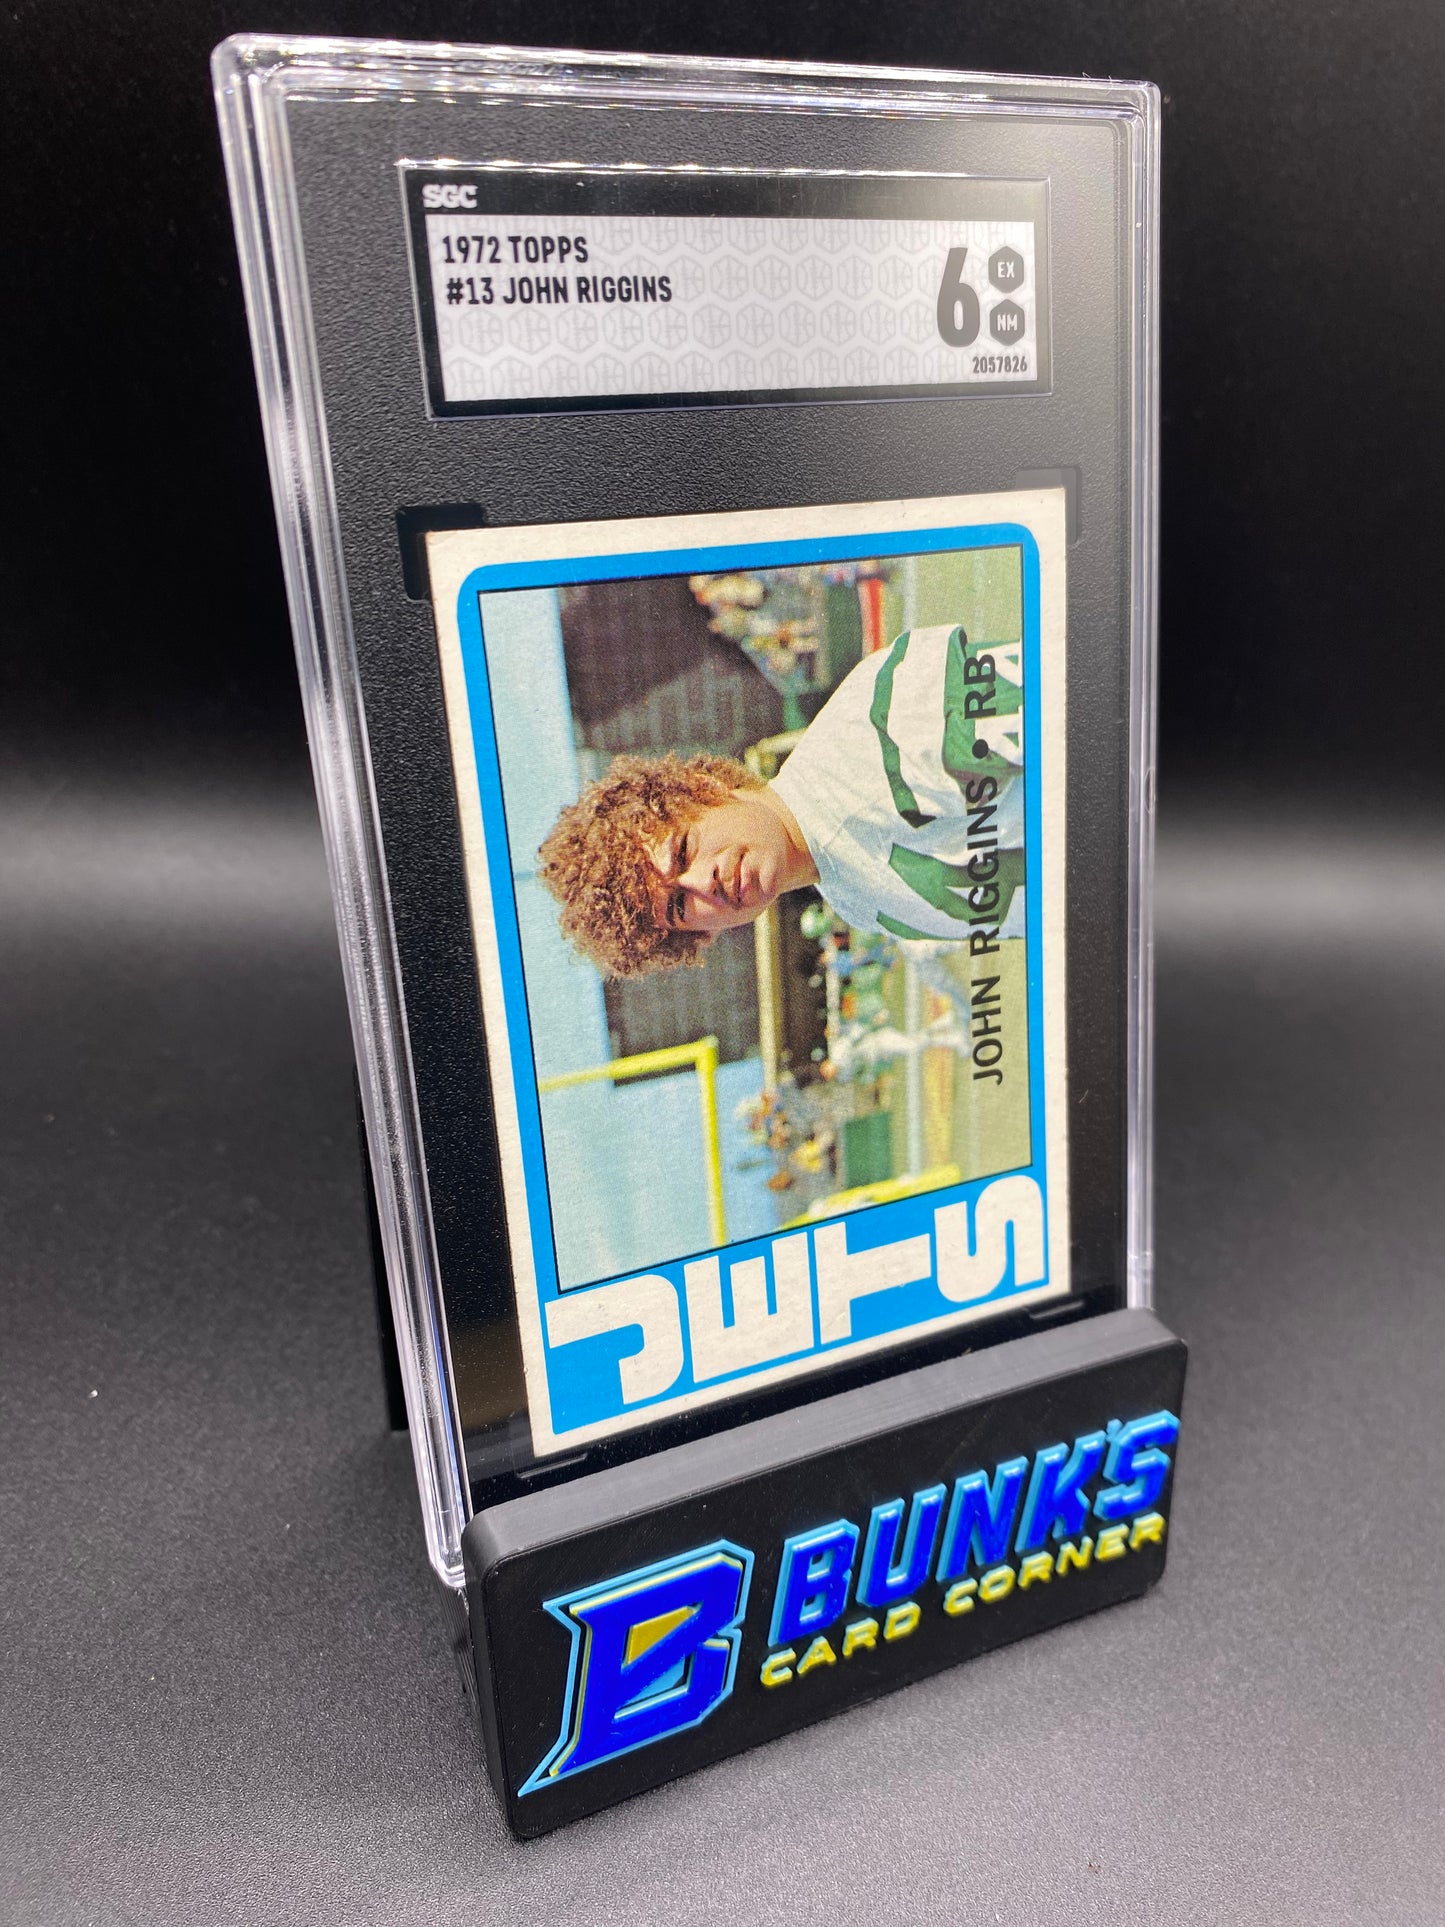 SGC
1972 TOPPS
#13 JOHN RIGGINS
6
EX
NM
2057826
JOHN RIGGINS • RB
JETS
B
BUNK'S
CARD CORNER